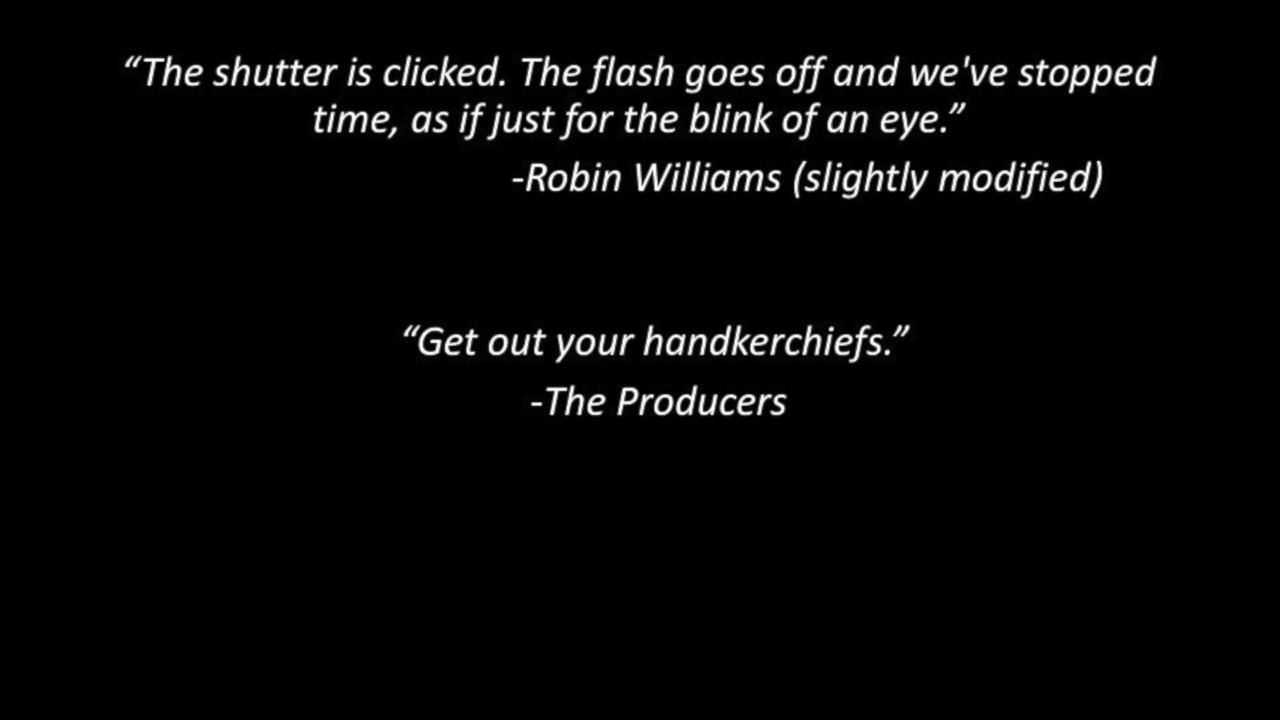 “The shutter is clicked. The flash goes off and we've stopped
time, as if just for the blink of an eye.”
-Robin Williams (slightly modified)
“Get out your handkerchiefs.”
-The Producers